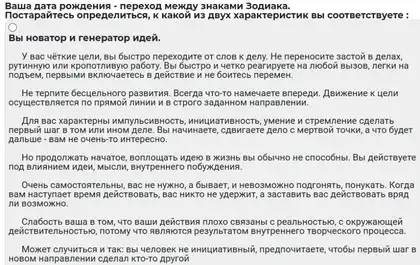 Ваша дата рождения - переход между знаками Зодиака.
Постарайтесь определиться, к какой из двух характеристик вы соответствуете :
Вы новатор и генератор идей.
У вас чёткие цели, вы быстро переходите от слов к делу. Не переносите застой в делах,
рутинную или кропотливую работу. Вы быстро и четко реагируете на любой вызов, легки на
подъем, первыми включаетесь в действие и не боитесь перемен.
Не терпите бесцельного развития. Всегда что-то намечаете впереди. Движение к цели
осуществляется по прямой линии и в строго заданном направлении.
Для вас характерны импульсивность, инициативность, умение и стремление сделать
первый шаг в том или ином деле. Вы начинаете, сдвигаете дело с мертвой точки, а что будет
дальше - вам не очень-то интересно.
Но продолжать начатое, воплощать идею в жизнь вы обычно не способны. Вы действуете
под влиянием идеи, мысли, внутреннего побуждения.
Очень самостоятельны, вас не нужно, а бывает, и невозможно подгонять, понукать. Когда
вам наступает время действовать, вас никто не удержит, а заставить вас действовать вряд
ли возможно.
Слабость ваша в том, что ваши действия плохо связаны с реальностью, с окружающей
действительностью, потому что являются результатом внутреннего творческого процесса.
Может случиться и так: вы человек не инициативный, предпочитаете, чтобы первый шаг в
новом направлении сделал кто-то другой